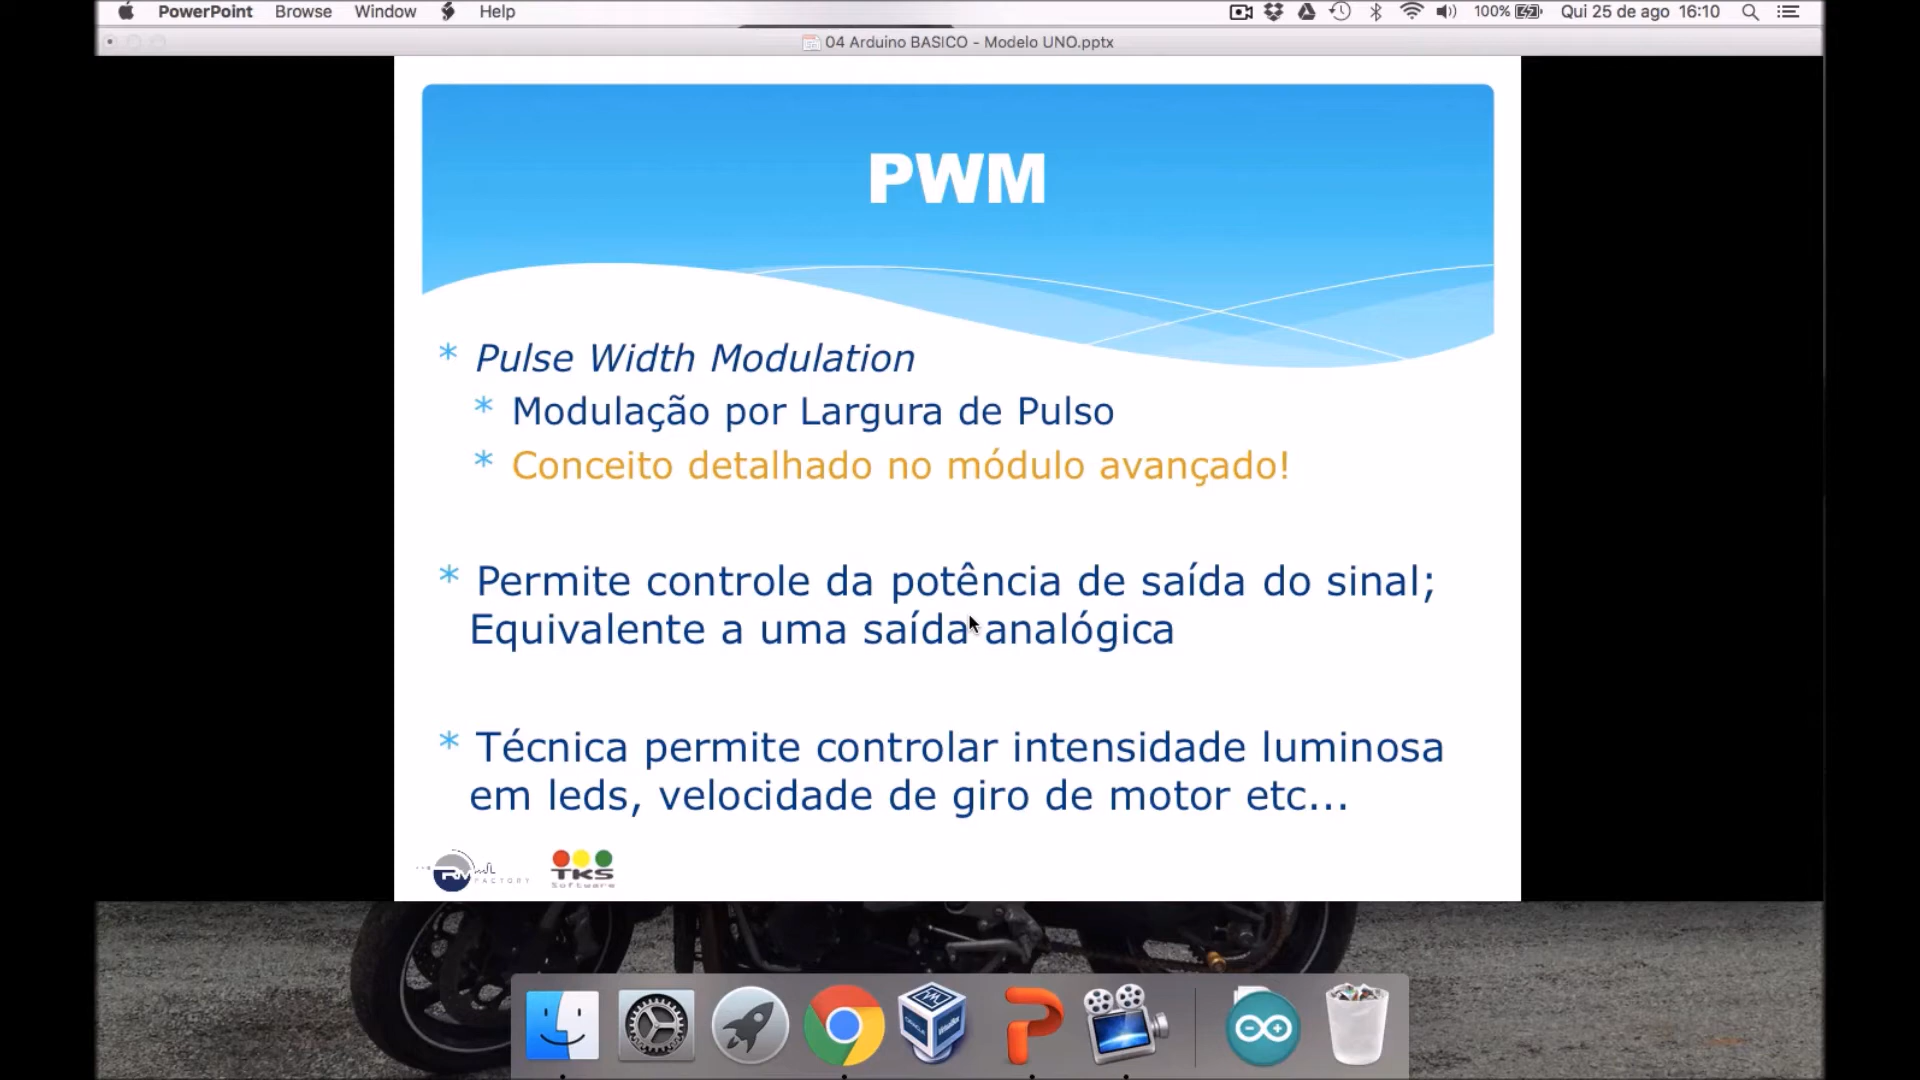 PowerPoint Browse Window Help 100% Qui 25 de ago 16:10
04 Arduino BASICO - Modelo UNO.pptx
PWM
* Pulse Width Modulation
* Modulação por Largura de Pulso
* Conceito detalhado no módulo avançado!
* Permite controle da potência de saída do sinal;
Equivalente a uma saída analógica
* Técnica permite controlar intensidade luminosa
em leds, velocidade de giro de motor etc...
RM FACTORY
TKS
Software